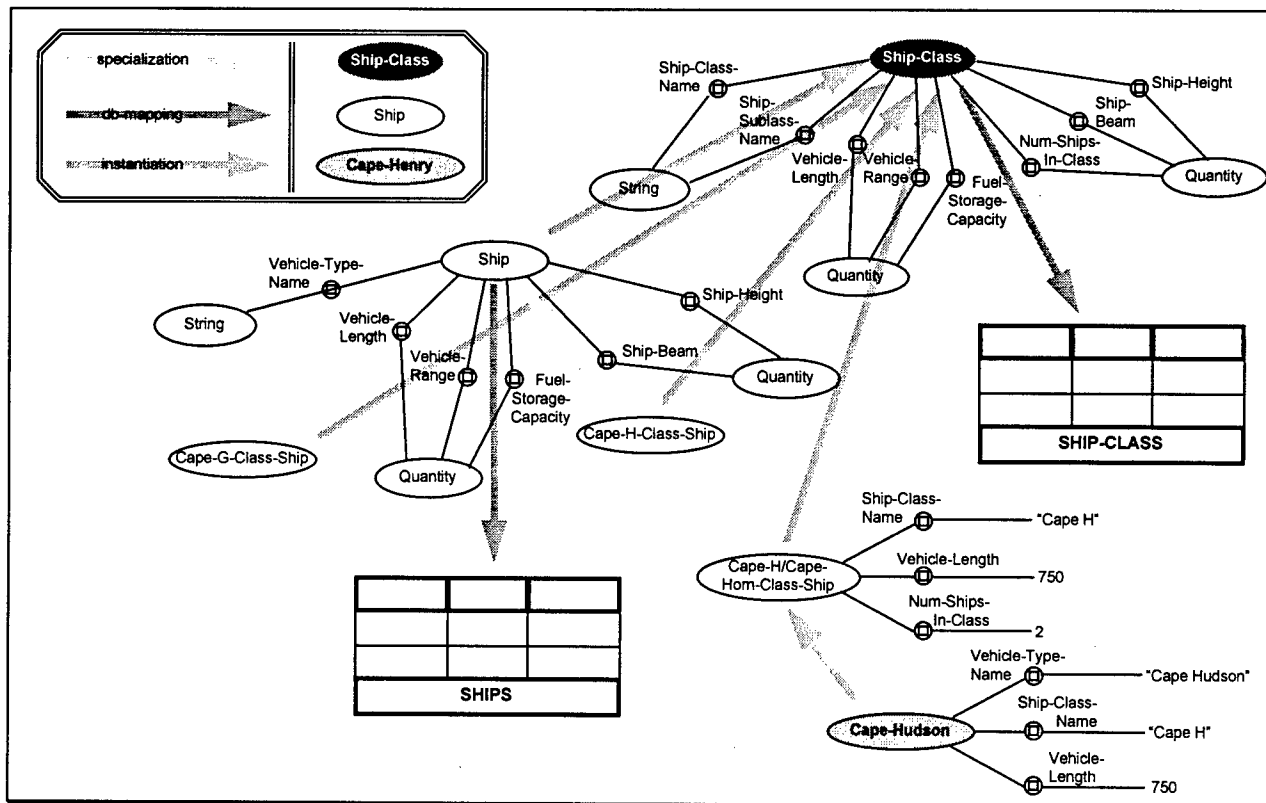 specialization
db-mapping
instantiation
Ship-Class
Ship
Cape-Henry
Ship-Class
Ship-Class-
Name
Ship-
Sublass-
Name
Vehicle-
Length
Vehicle-
Range
Fuel-
Storage-
Capacity
Num-Ships-
In-Class
Ship-
Beam
Ship-Height
String
Quantity
Quantity
Ship
Vehicle-Type-
Name
String
Vehicle-
Length
Vehicle-
Range
Fuel-
Storage-
Capacity
Ship-Beam
Ship-Height
Quantity
Quantity
Cape-G-Class-Ship
Cape-H-Class-Ship
SHIP-CLASS
SHIPS
Cape-H/Cape-
Horn-Class-Ship
Ship-Class-
Name
"Cape H"
Vehicle-Length
750
Num-Ships-
In-Class
2
Cape-Hudson
Vehicle-Type-
Name
"Cape Hudson"
Ship-Class-
Name
"Cape H"
Vehicle-
Length
750